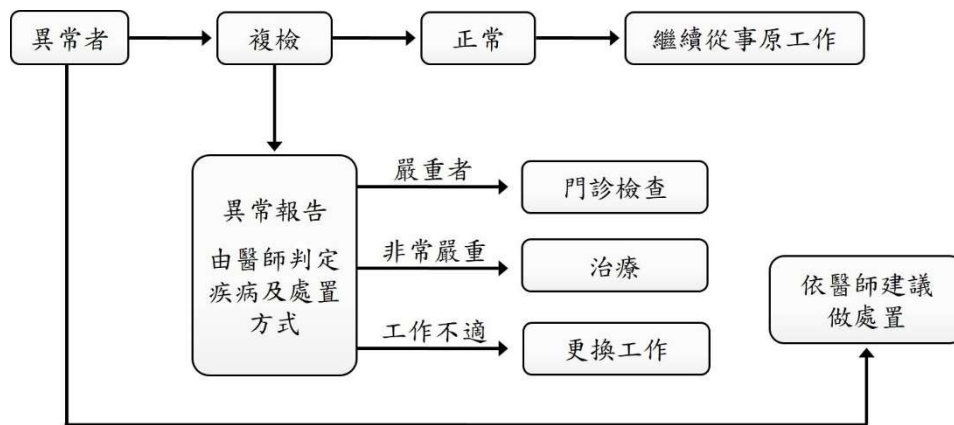 異常者
複檢
正常
繼續從事原工作
異常報告
由醫師判定
疾病及處置
方式
嚴重者
門診檢查
非常嚴重
治療
工作不適
更換工作
依醫師建議
做處置